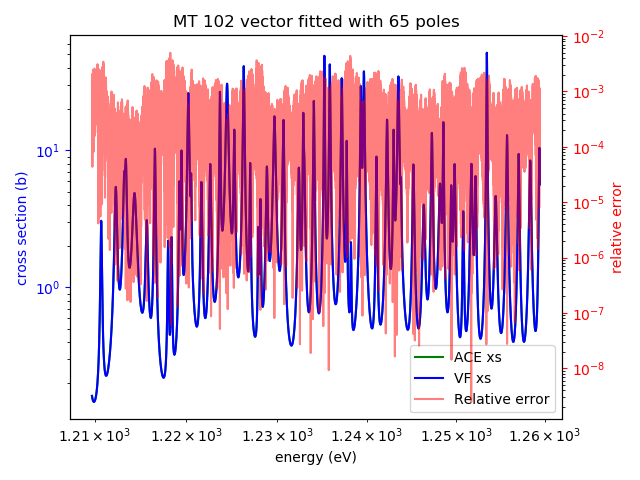 MT 102 vector fitted with 65 poles
10¹
10⁰
cross section (b)
10⁻²
10⁻³
10⁻⁴
10⁻⁵
10⁻⁶
10⁻⁷
10⁻⁸
relative error
ACE xs
VF xs
Relative error
1.21 × 10³ 1.22 × 10³ 1.23 × 10³ 1.24 × 10³ 1.25 × 10³ 1.26 × 10³
energy (eV)